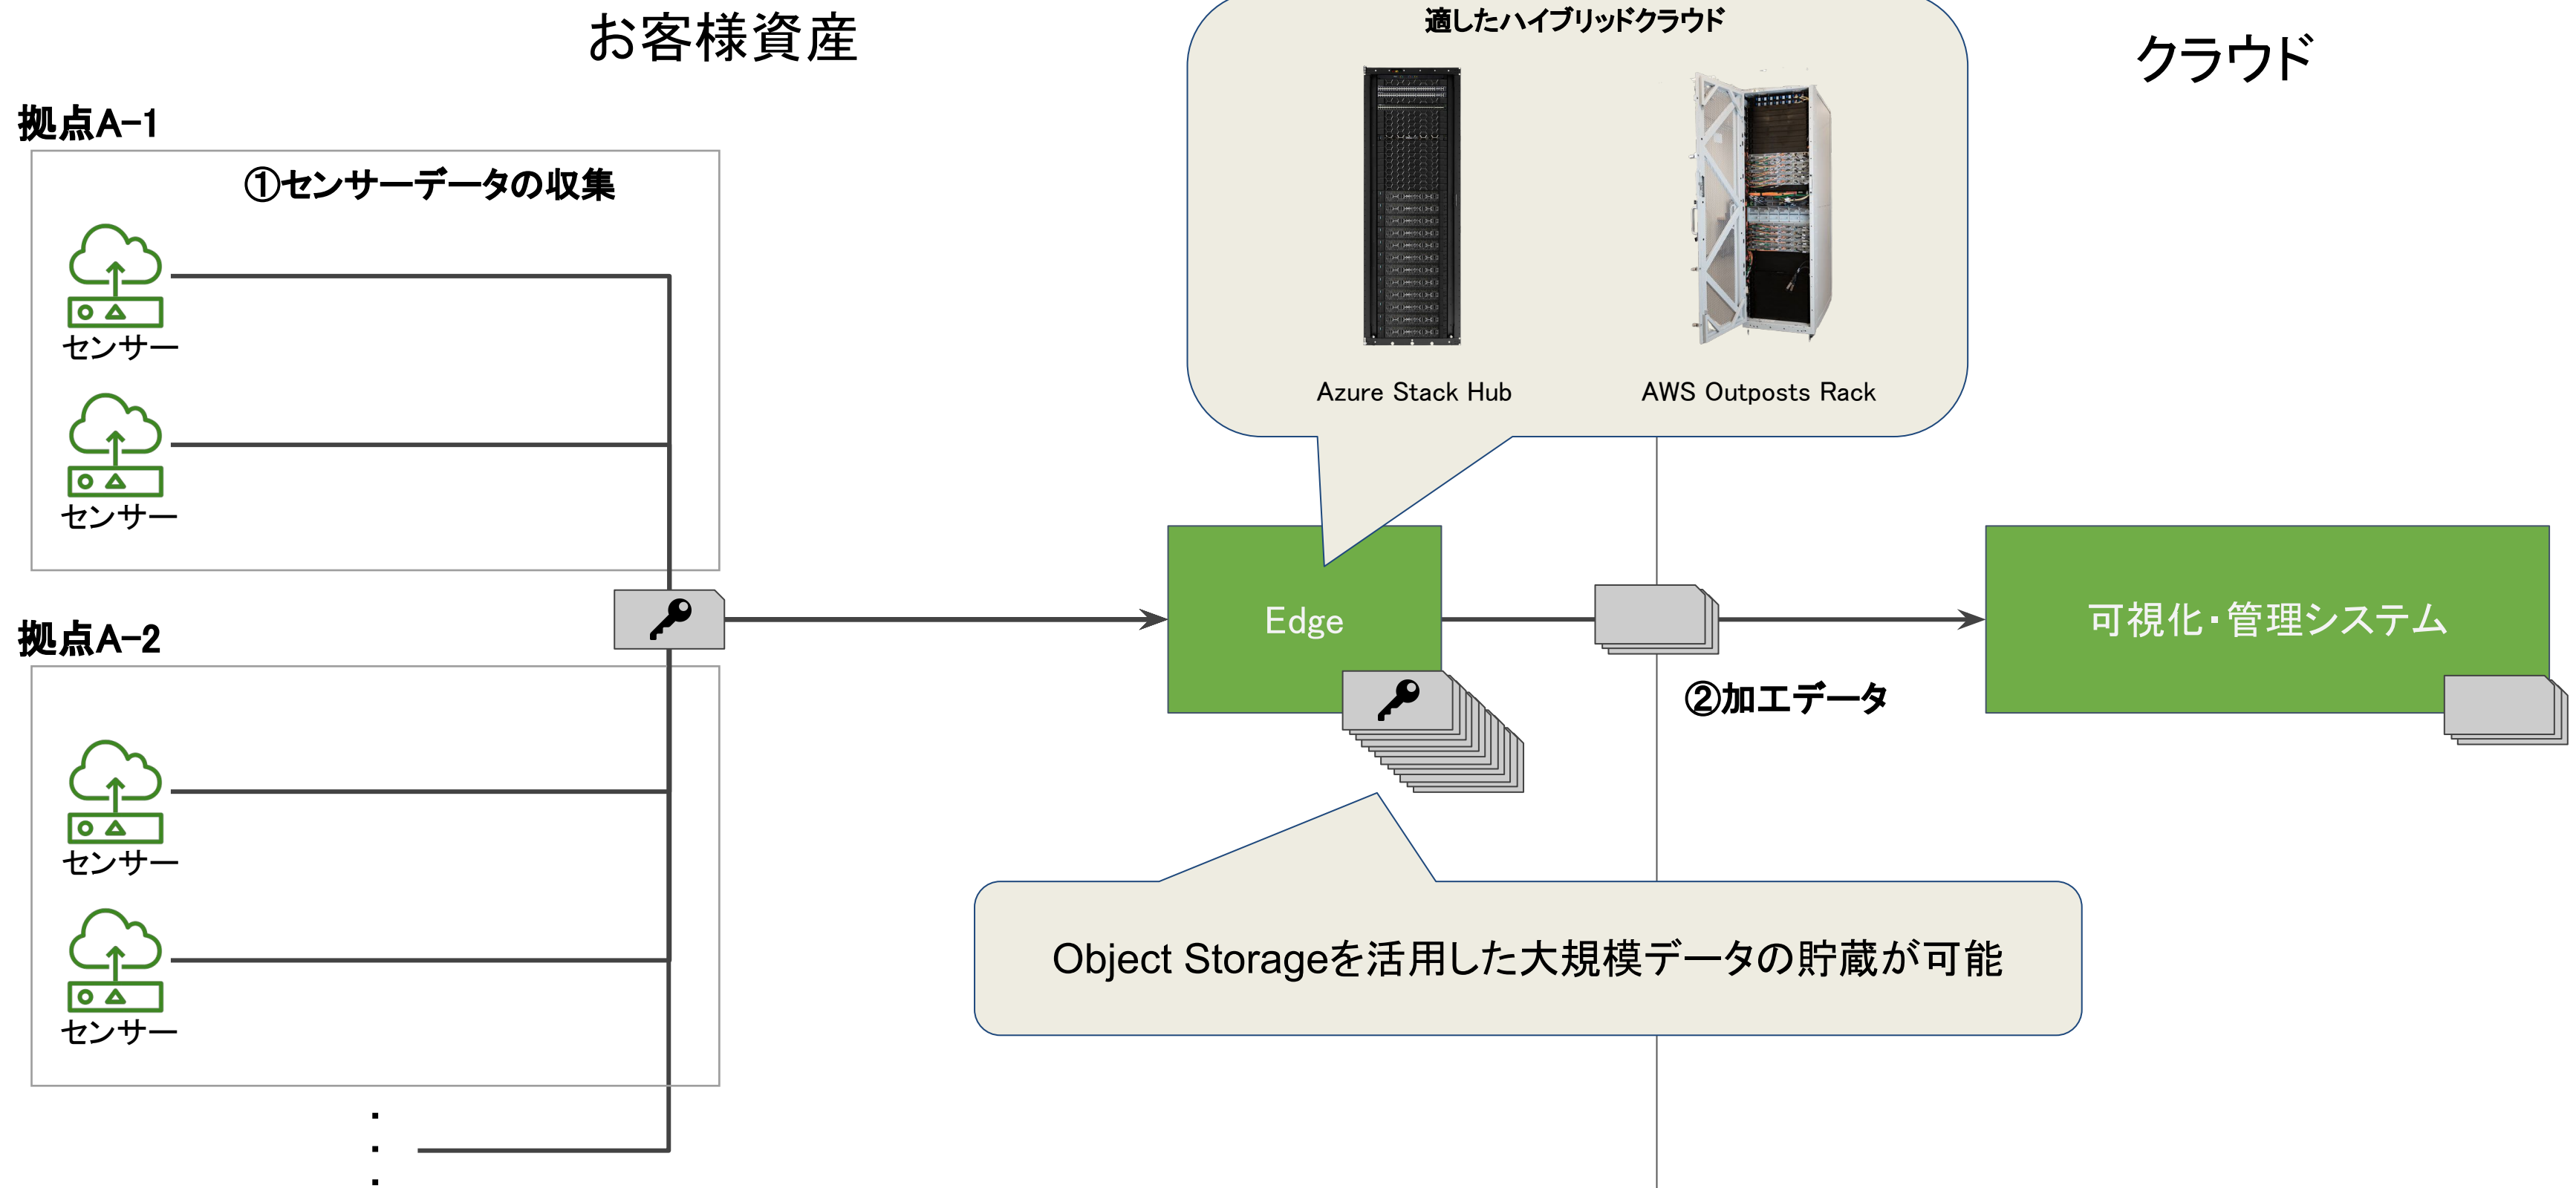 お客様資産
適したハイブリッドクラウド
クラウド
拠点A-1
①センサーデータの収集
センサー
センサー
Azure Stack Hub
AWS Outposts Rack
拠点A-2
Edge
可視化・管理システム
②加工データ
センサー
センサー
Object Storageを活用した大規模データの貯蔵が可能
・
・
・